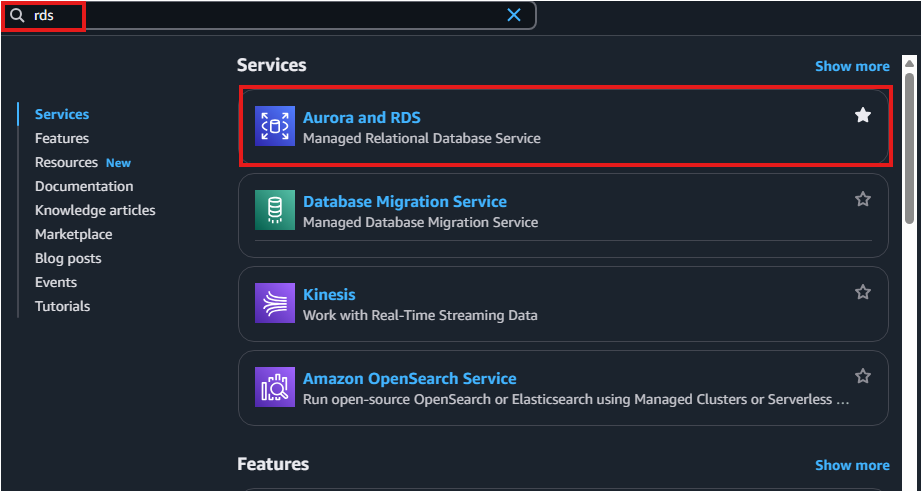 rds
Services
Show more
Services
Features
Resources New
Documentation
Knowledge articles
Marketplace
Blog posts
Events
Tutorials
Aurora and RDS
Managed Relational Database Service
Database Migration Service
Managed Database Migration Service
Kinesis
Work with Real-Time Streaming Data
Amazon OpenSearch Service
Run open-source OpenSearch or Elasticsearch using Managed Clusters or Serverless ...
Features
Show more